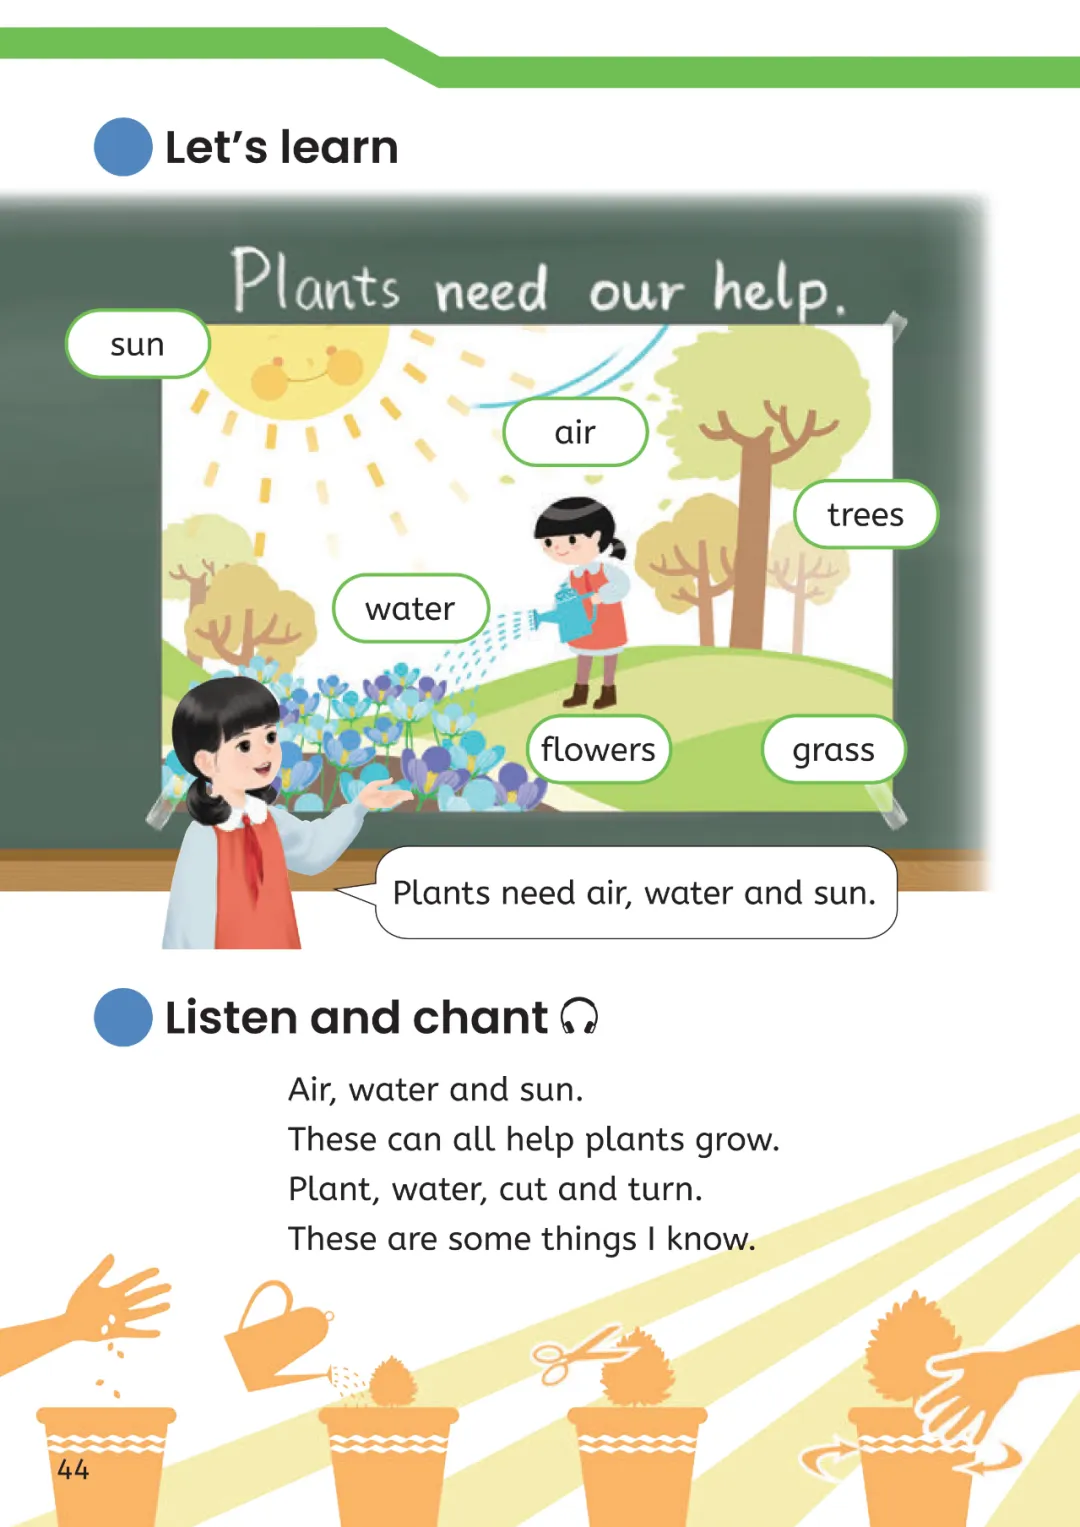 Let's learn
Plants need our help.
sun
air
trees
water
flowers
grass
Plants need air, water and sun.
Listen and chant
Air, water and sun.
These can all help plants grow.
Plant, water, cut and turn.
These are some things I know.
44